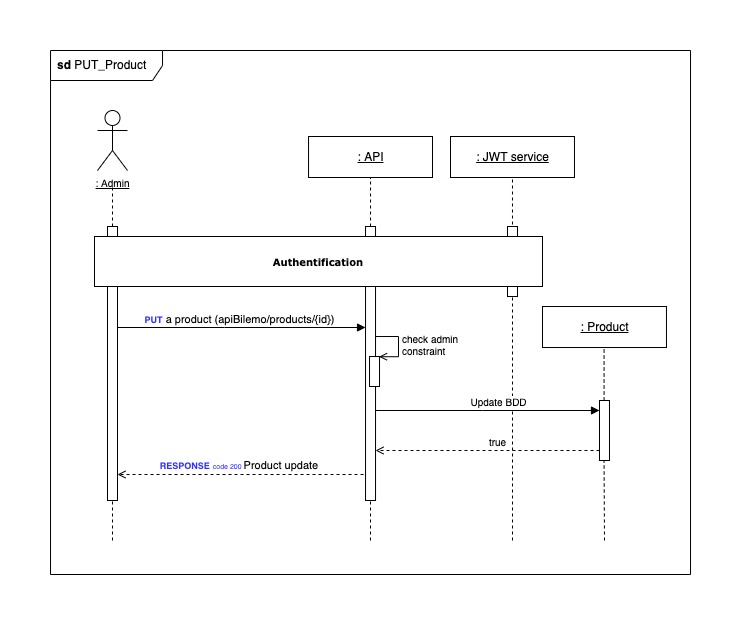 sd PUT_Product
: Admin
: API
: JWT service
Authentification
PUT a product (apiBilemo/products/{id})
: Product
check admin
constraint
Update BDD
true
RESPONSE code 200 Product update